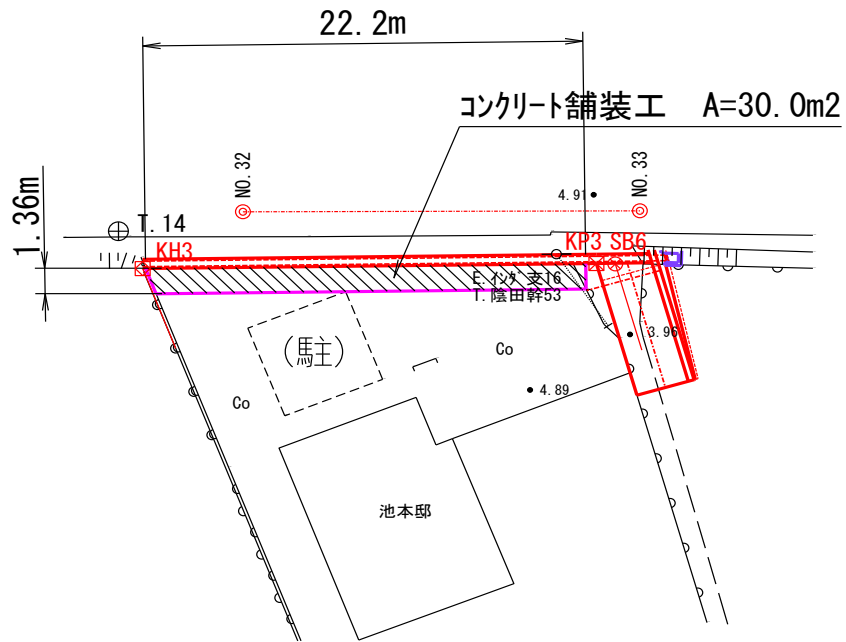 22.2m
コンクリート舗装工 A=30.0m2
NO.32
NO.33
4.91
1.36m
T.14
KH3
KP3 SB6
E.インダ支16
T.陰田幹53
3.96
(駐)
Co
4.89
Co
池本邸